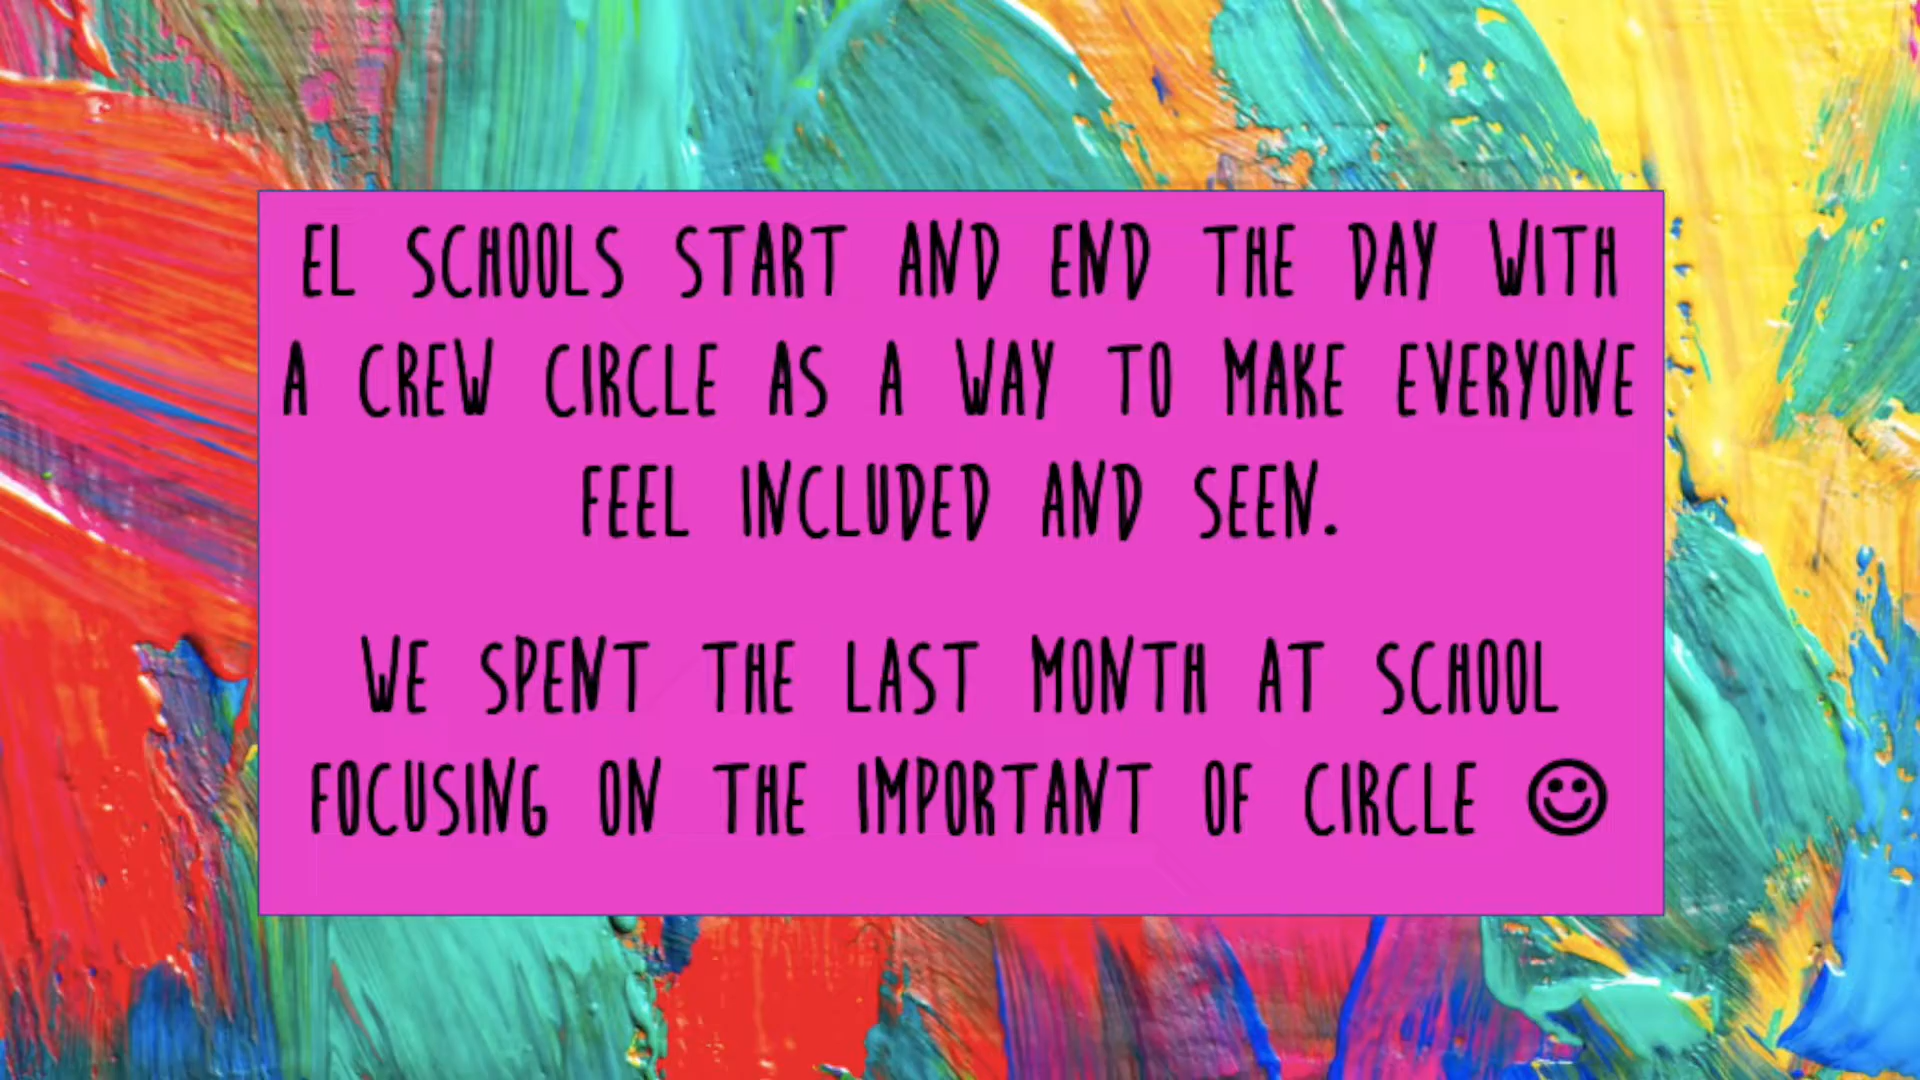 EL SCHOOLS START AND END THE DAY WITH
A CREW CIRCLE AS A WAY TO MAKE EVERYONE
FEEL INCLUDED AND SEEN.
WE SPENT THE LAST MONTH AT SCHOOL
FOCUSING ON THE IMPORTANT OF CIRCLE ☺